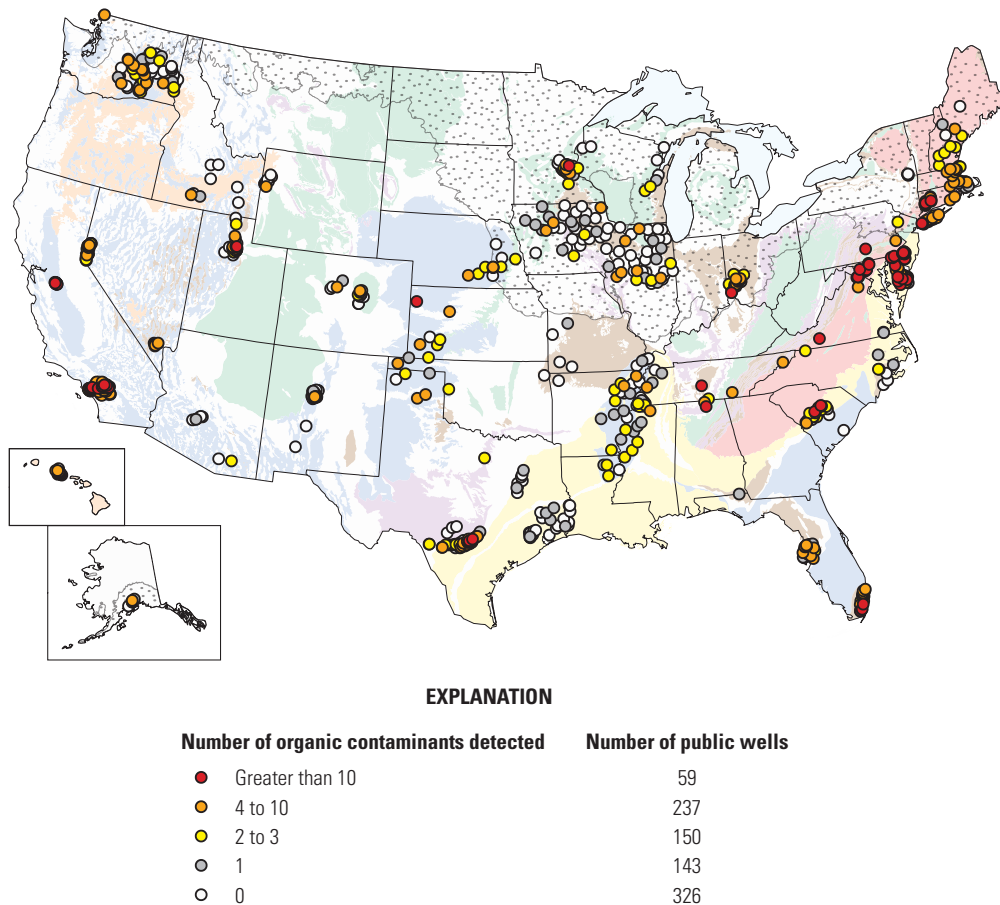 EXPLANATION
Number of organic contaminants detected Number of public wells
Greater than 10 59
4 to 10 237
2 to 3 150
1 143
0 326